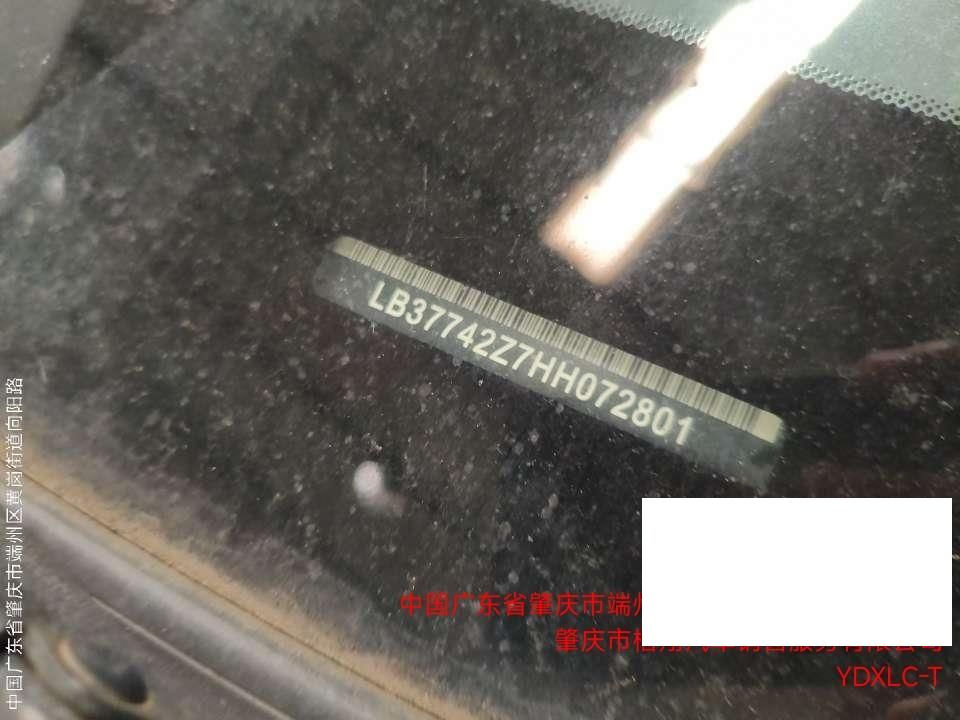 LB37742Z7HH072801
中国广东省肇庆市端州区黄岗街道向阳路
中国广东省肇庆市端州
肇庆市
YDXLC-T